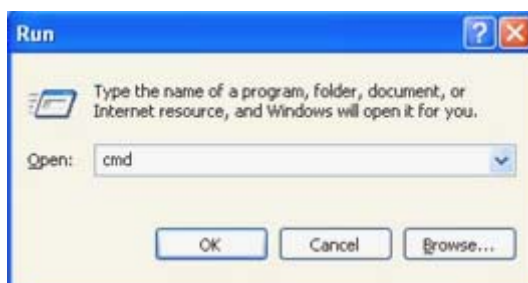 Run
Type the name of a program, folder, document, or
Internet resource, and Windows will open it for you.
Open: cmd
OK Cancel Browse...